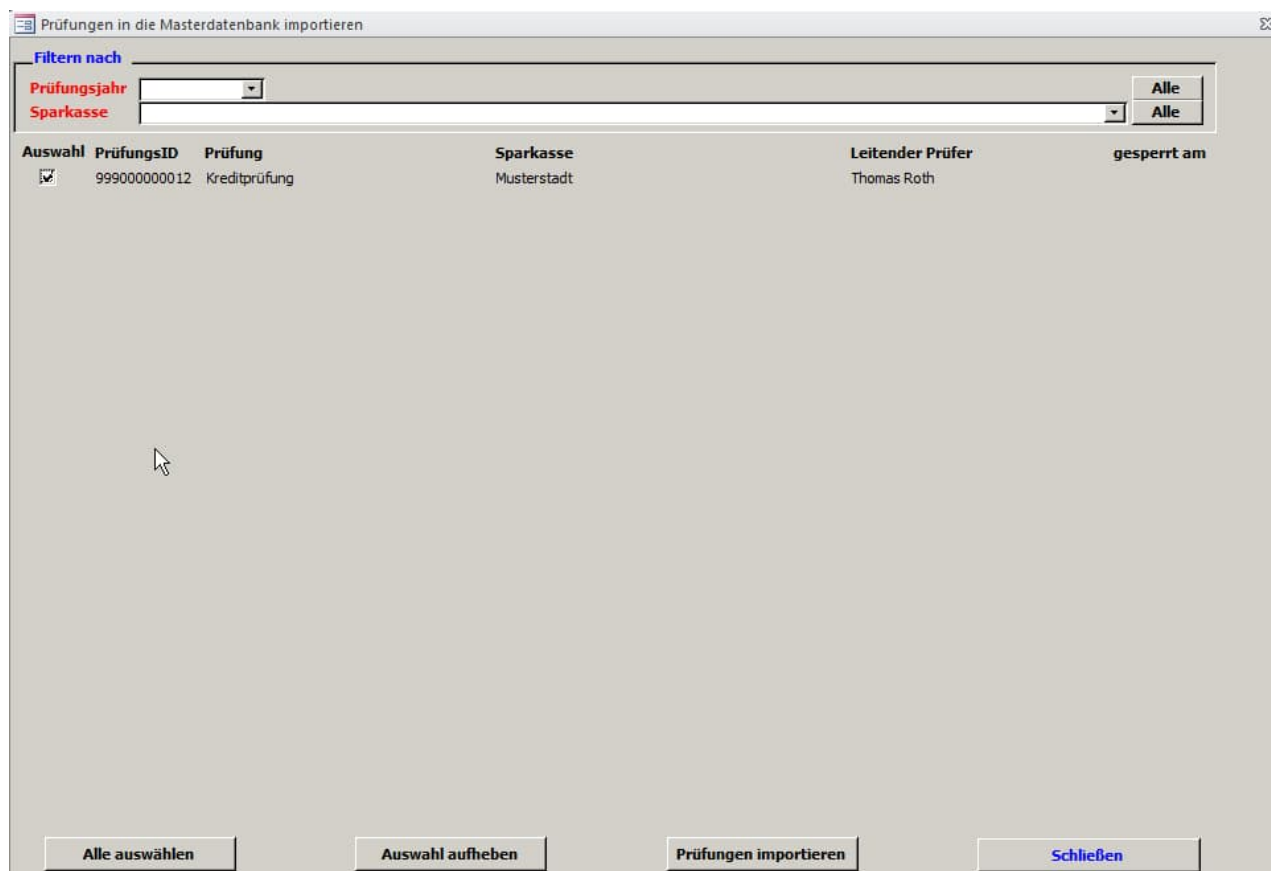 Prüfungen in die Masterdatenbank importieren
Filtern nach
Prüfungsjahr Alle
Sparkasse Alle
Auswahl PrüfungsID Prüfung Sparkasse Leitender Prüfer gesperrt am
999000000012 Kreditprüfung Musterstadt Thomas Roth
Alle auswählen Auswahl aufheben Prüfungen importieren Schließen